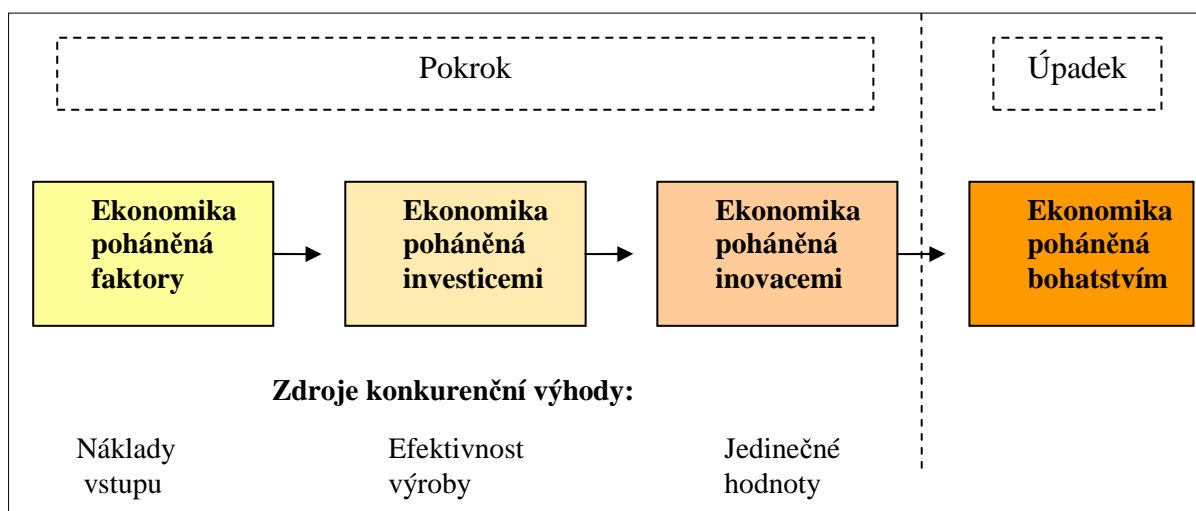 Pokrok
Úpadek
Ekonomika
poháněná
faktory
Ekonomika
poháněná
investicemi
Ekonomika
poháněná
inovacemi
Ekonomika
poháněná
bohatstvím
Zdroje konkurenční výhody:
Náklady
vstupu
Efektivnost
výroby
Jedinečné
hodnoty